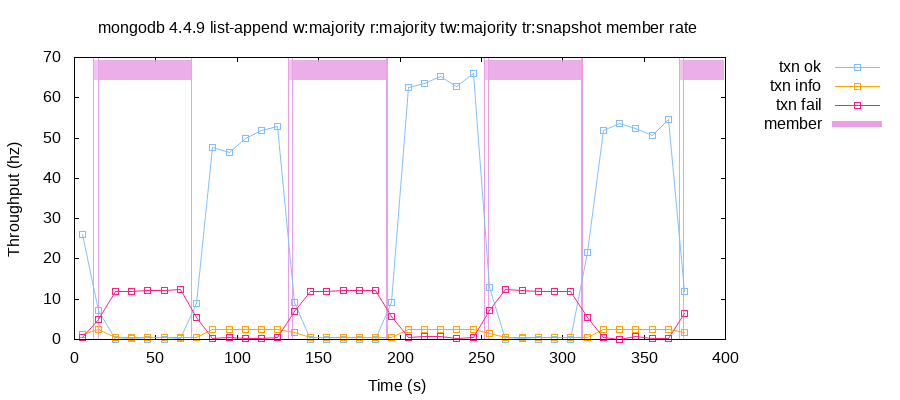 mongodb 4.4.9 list-append w:majority r:majority tw:majority tr:snapshot member rate
70
60
50
40
30
20
10
0
Throughput (hz)
0 50 100 150 200 250 300 350 400
Time (s)
txn ok
txn info
txn fail
member